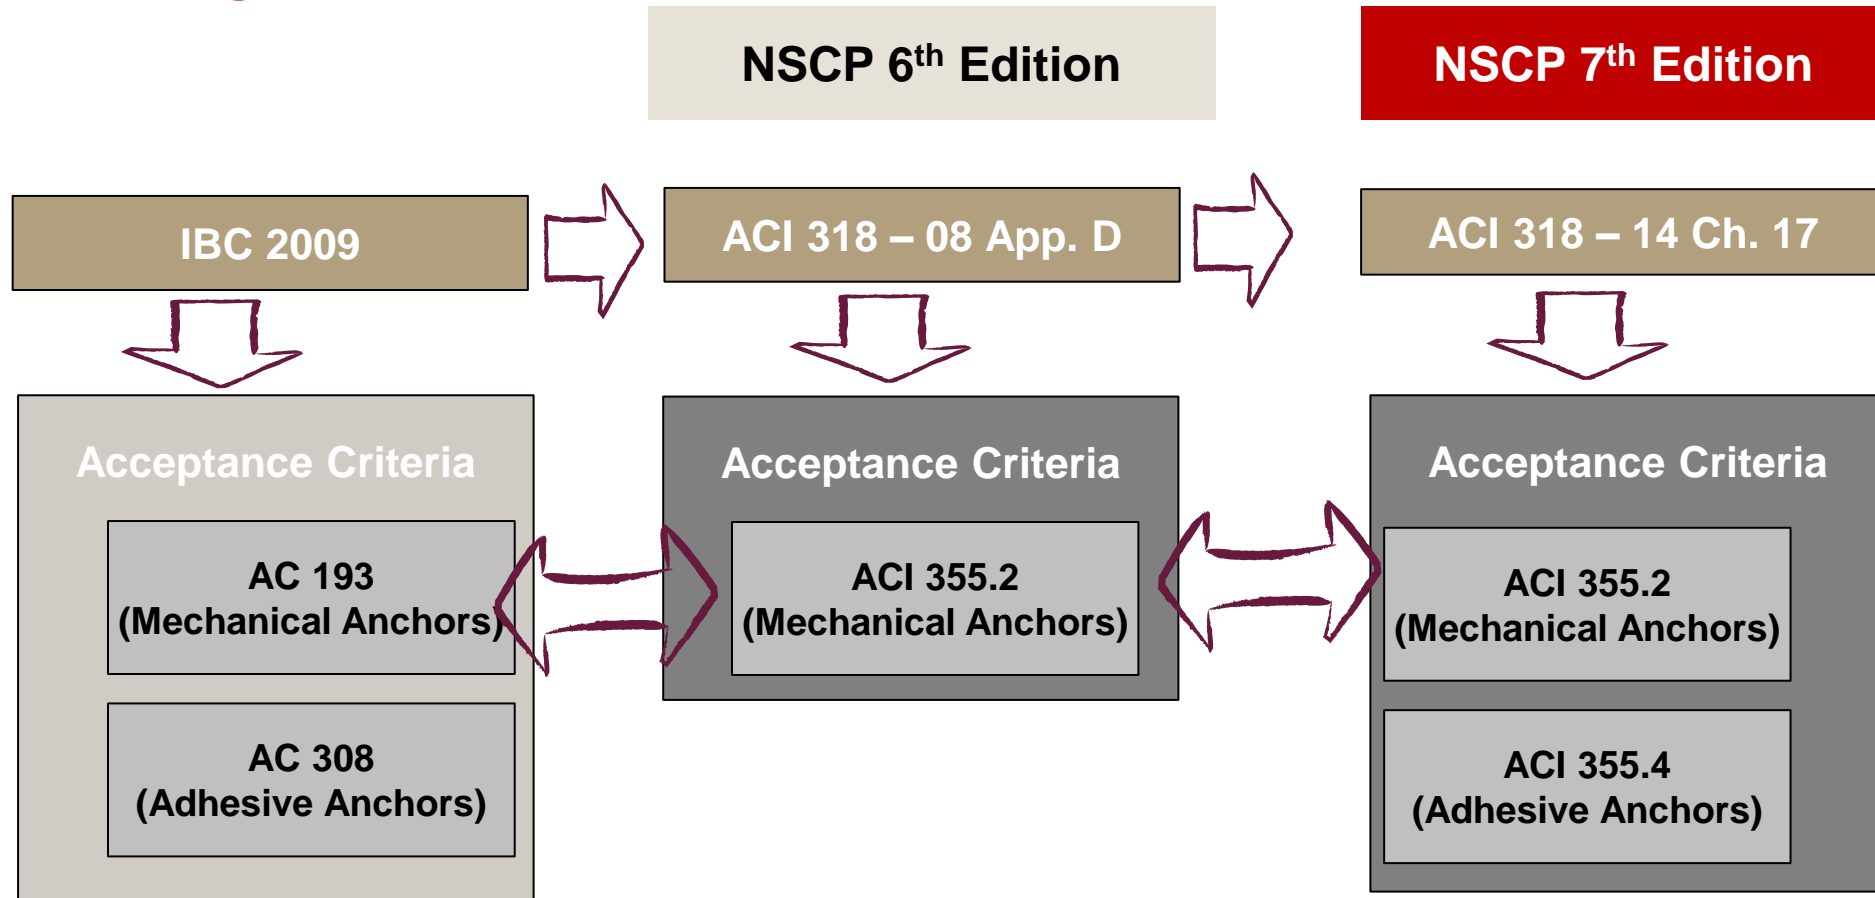 NSCP 6th Edition
NSCP 7th Edition
IBC 2009
ACI 318 – 08 App. D
ACI 318 – 14 Ch. 17
Acceptance Criteria
AC 193
(Mechanical Anchors)
AC 308
(Adhesive Anchors)
Acceptance Criteria
ACI 355.2
(Mechanical Anchors)
Acceptance Criteria
ACI 355.2
(Mechanical Anchors)
ACI 355.4
(Adhesive Anchors)